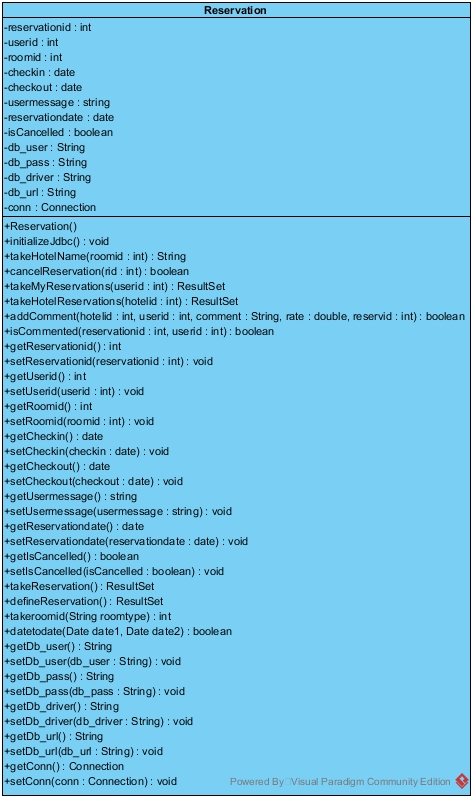 Reservation
-reservationid : int
-userid : int
-roomid : int
-checkin : date
-checkout : date
-usermessage : string
-reservationdate : date
-isCancelled : boolean
-db_user : String
-db_pass : String
-db_driver : String
-db_url : String
-conn : Connection
+Reservation()
+initializeJdbc() : void
+takeHotelName(roomid : int) : String
+cancelReservation(rid : int) : boolean
+takeMyReservations(userid : int) : ResultSet
+takeHotelReservations(hotelid : int) : ResultSet
+addComment(hotelid : int, userid : int, comment : String, rate : double, reservid : int) : boolean
+isCommented(reservationid : int, userid : int) : boolean
+getReservationid() : int
+setReservationid(reservationid : int) : void
+getUserid() : int
+setUserid(userid : int) : void
+getRoomid() : int
+setRoomid(roomid : int) : void
+getCheckin() : date
+setCheckin(checkin : date) : void
+getCheckout() : date
+setCheckout(checkout : date) : void
+getUsermessage() : string
+setUsermessage(usermessage : string) : void
+getReservationdate() : date
+setReservationdate(reservationdate : date) : void
+getIsCancelled() : boolean
+setIsCancelled(isCancelled : boolean) : void
+takeReservation() : ResultSet
+defineReservation() : ResultSet
+takeroomid(String roomtype) : int
+datetodate(Date date1, Date date2) : boolean
+getDb_user() : String
+setDb_user(db_user : String) : void
+getDb_pass() : String
+setDb_pass(db_pass : String) : void
+getDb_driver() : String
+setDb_driver(db_driver : String) : void
+getDb_url() : String
+setDb_url(db_url : String) : void
+getConn() : Connection
+setConn(conn : Connection) : void
Powered By Visual Paradigm Community Edition